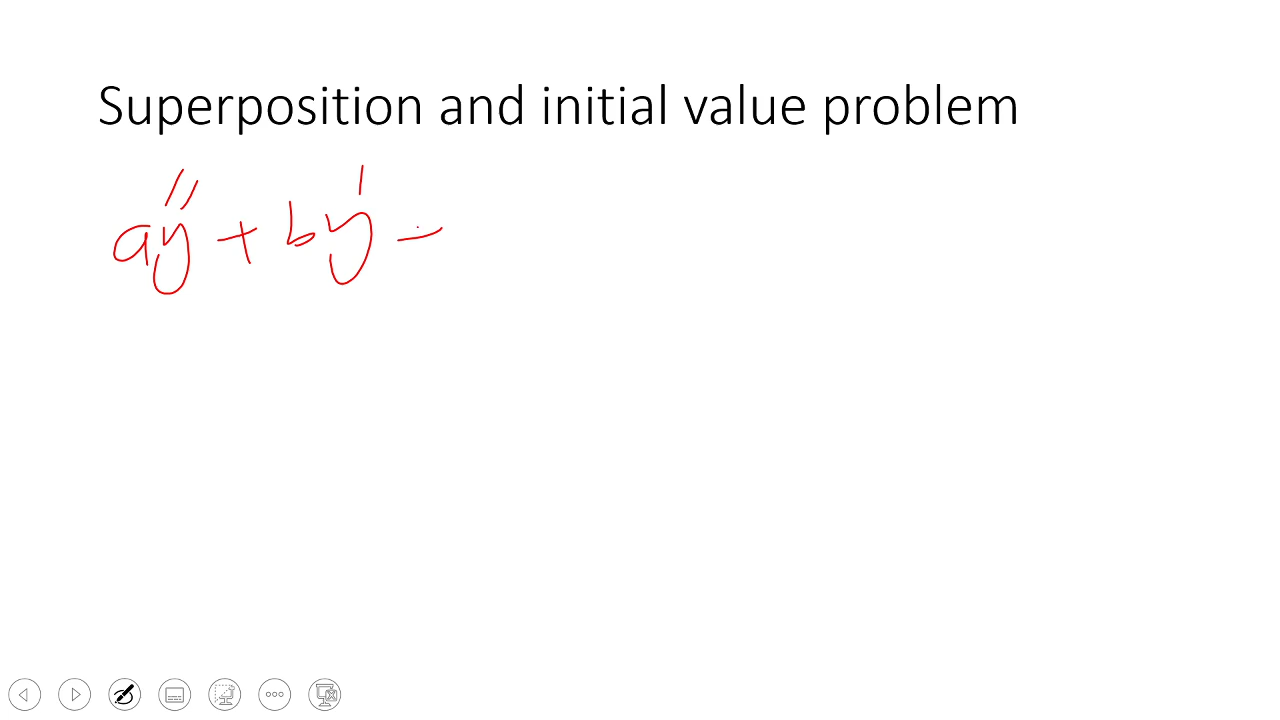 Superposition and initial value problem
ay'' + by' -